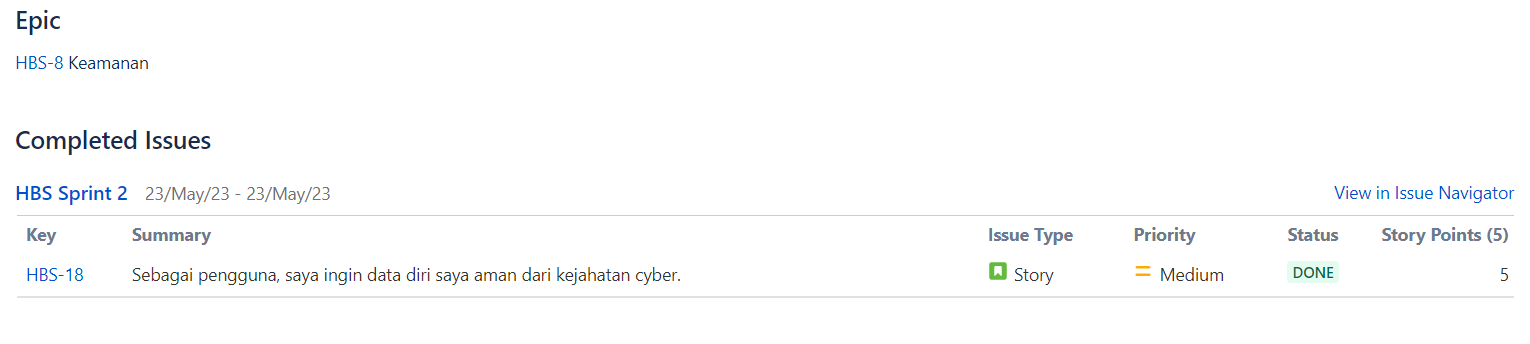 Epic
HBS-8 Keamanan
Completed Issues
HBS Sprint 2 23/May/23 - 23/May/23 View in Issue Navigator
Key Summary Issue Type Priority Status Story Points (5)
HBS-18 Sebagai pengguna, saya ingin data diri saya aman dari kejahatan cyber. Story Medium DONE 5